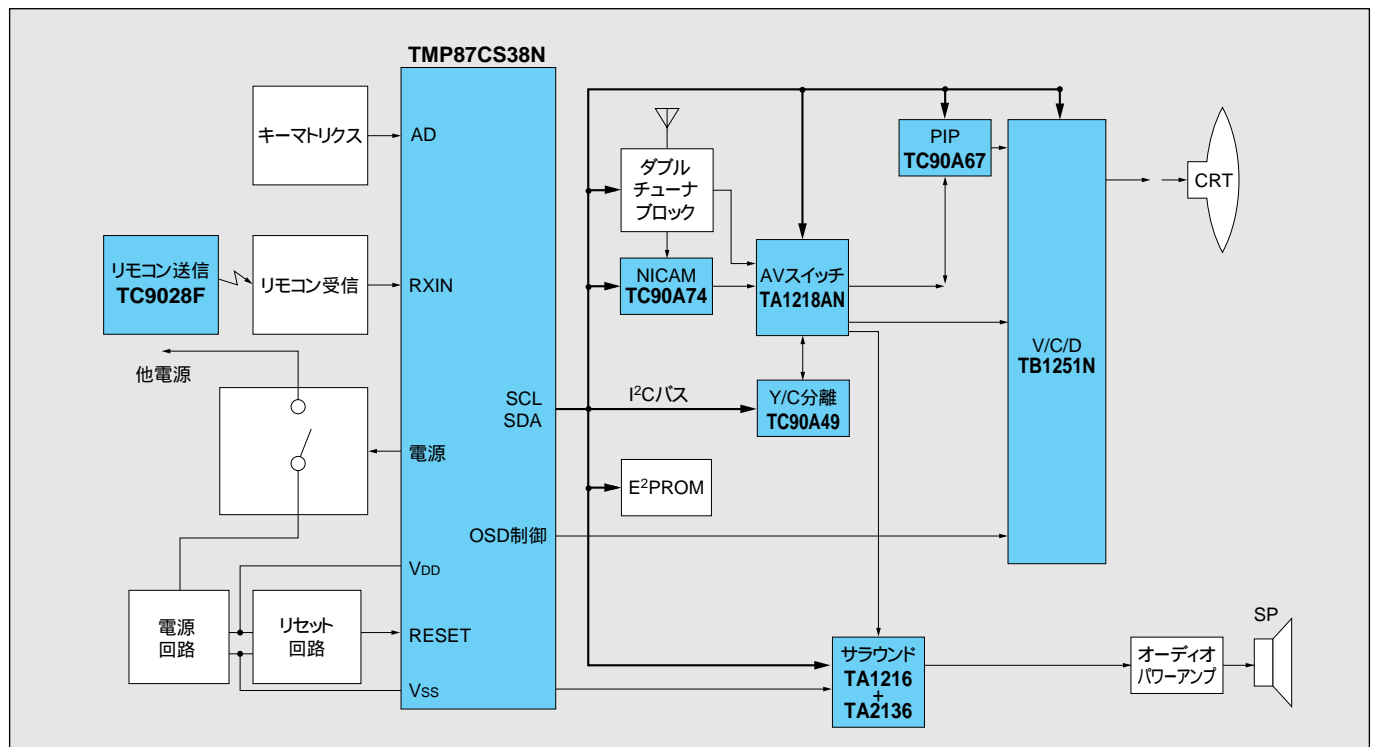 TMP87CS38N
キーマトリクス
AD
リモコン送信
TC9028F
リモコン受信
RXIN
他電源
電源
電源
回路
リセット
回路
VDD
RESET
VSS
SCL
SDA
OSD制御
I²Cバス
ダブル
チューナ
ブロック
NICAM
TC90A74
AVスイッチ
TA1218AN
Y/C分離
TC90A49
E²PROM
PIP
TC90A67
V/C/D
TB1251N
CRT
サラウンド
TA1216
+
TA2136
オーディオ
パワーアンプ
SP